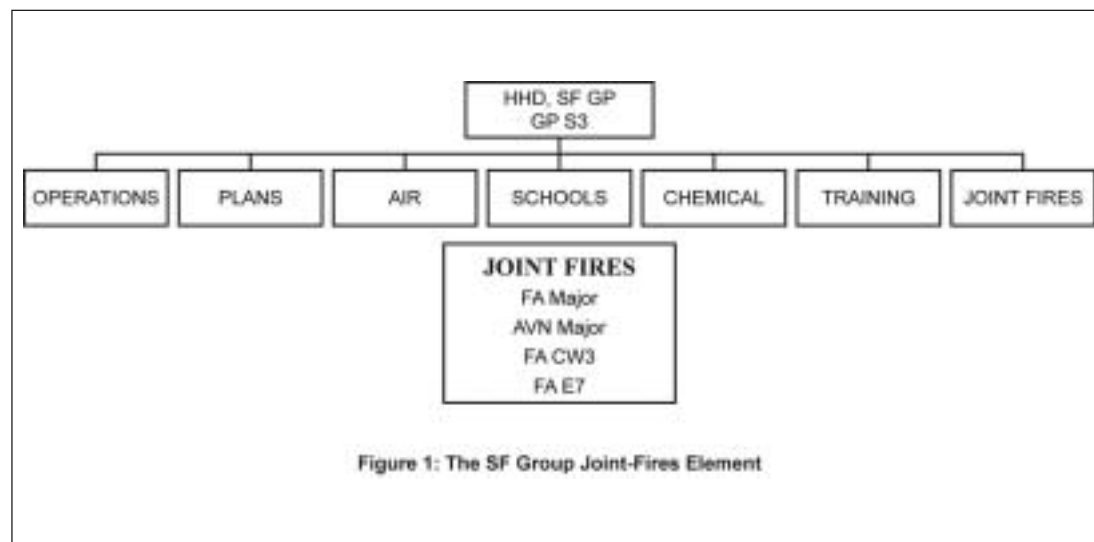 HHD, SF GP
GP S3
OPERATIONS PLANS AIR SCHOOLS CHEMICAL TRAINING JOINT FIRES
JOINT FIRES
FA Major
AVN Major
FA CW3
FA E7
Figure 1: The SF Group Joint-Fires Element